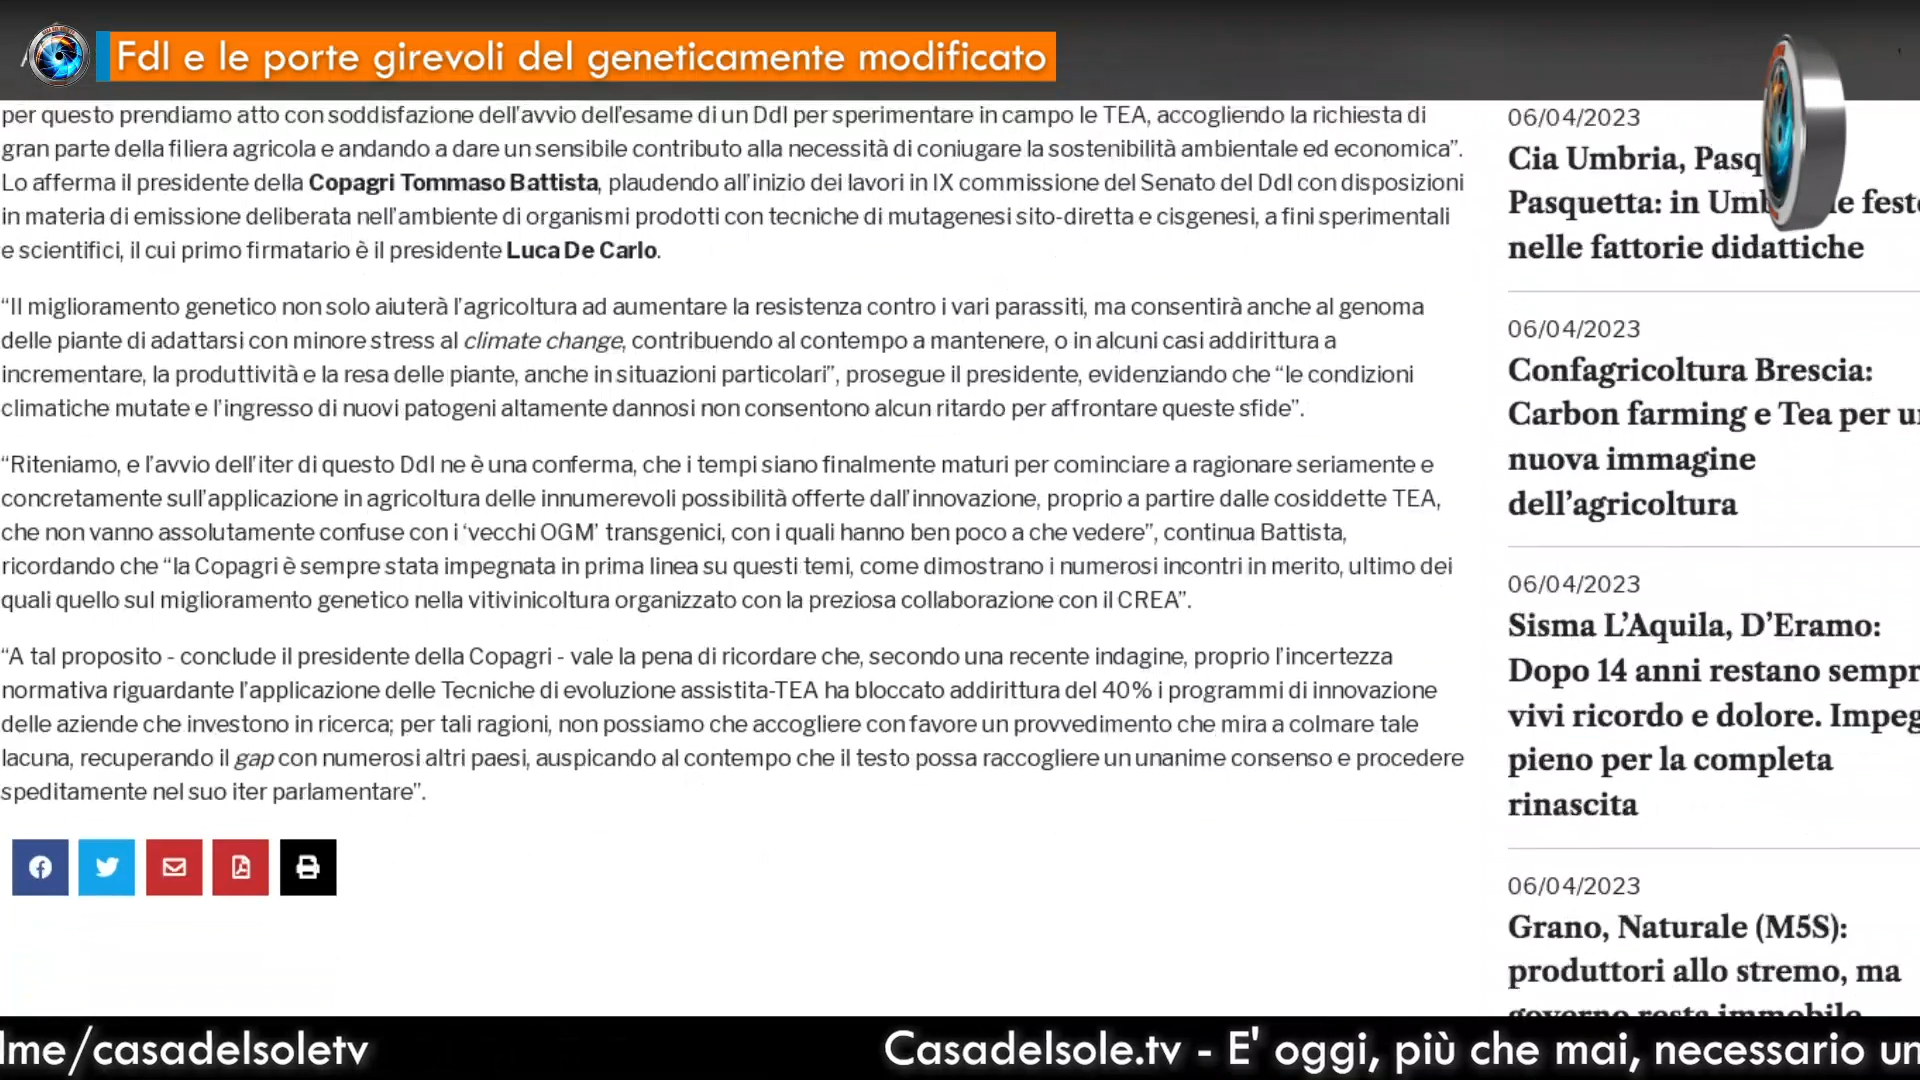 FdI e le porte girevoli del geneticamente modificato
per questo prendiamo atto con soddisfazione dell'avvio dell'esame di un Ddl per sperimentare in campo le TEA, accogliendo la richiesta di
gran parte della filiera agricola e andando a dare un sensibile contributo alla necessità di coniugare la sostenibilità ambientale ed economica”.
Lo afferma il presidente della Copagri Tommaso Battista, plaudendo all'inizio dei lavori in IX commissione del Senato del Ddl con disposizioni
in materia di emissione deliberata nell'ambiente di organismi prodotti con tecniche di mutagenesi sito-diretta e cisgenesi, a fini sperimentali
e scientifici, il cui primo firmatario è il presidente Luca De Carlo.
“Il miglioramento genetico non solo aiuterà l'agricoltura ad aumentare la resistenza contro i vari parassiti, ma consentirà anche al genoma
delle piante di adattarsi con minore stress al climate change, contribuendo al contempo a mantenere, o in alcuni casi addirittura a
incrementare, la produttività e la resa delle piante, anche in situazioni particolari”, prosegue il presidente, evidenziando che “le condizioni
climatiche mutate e l'ingresso di nuovi patogeni altamente dannosi non consentono alcun ritardo per affrontare queste sfide”.
“Riteniamo, e l'avvio dell'iter di questo Ddl ne è una conferma, che i tempi siano finalmente maturi per cominciare a ragionare seriamente e
concretamente sull'applicazione in agricoltura delle innumerevoli possibilità offerte dall'innovazione, proprio a partire dalle cosiddette TEA,
che non vanno assolutamente confuse con i ‘vecchi OGM’ transgenici, con i quali hanno ben poco a che vedere”, continua Battista,
ricordando che “la Copagri è sempre stata impegnata in prima linea su questi temi, come dimostrano i numerosi incontri in merito, ultimo dei
quali quello sul miglioramento genetico nella vitivinicoltura organizzato con la preziosa collaborazione con il CREA”.
“A tal proposito - conclude il presidente della Copagri - vale la pena di ricordare che, secondo una recente indagine, proprio l'incertezza
normativa riguardante l'applicazione delle Tecniche di evoluzione assistita-TEA ha bloccato addirittura del 40% i programmi di innovazione
delle aziende che investono in ricerca; per tali ragioni, non possiamo che accogliere con favore un provvedimento che mira a colmare tale
lacuna, recuperando il gap con numerosi altri paesi, auspicando al contempo che il testo possa raccogliere un unanime consenso e procedere
speditamente nel suo iter parlamentare”.
06/04/2023
Cia Umbria, Pasq
Pasquetta: in Umb e fest
nelle fattorie didattiche
06/04/2023
Confagricoltura Brescia:
Carbon farming e Tea per u
nuova immagine
dell’agricoltura
06/04/2023
Sisma L’Aquila, D’Eramo:
Dopo 14 anni restano sempr
vivi ricordo e dolore. Impeg
pieno per la completa
rinascita
06/04/2023
Grano, Naturale (M5S):
produttori allo stremo, ma
governo resta immobile
lme/casadelsoletv
Casadelsole.tv - E' oggi, più che mai, necessario un